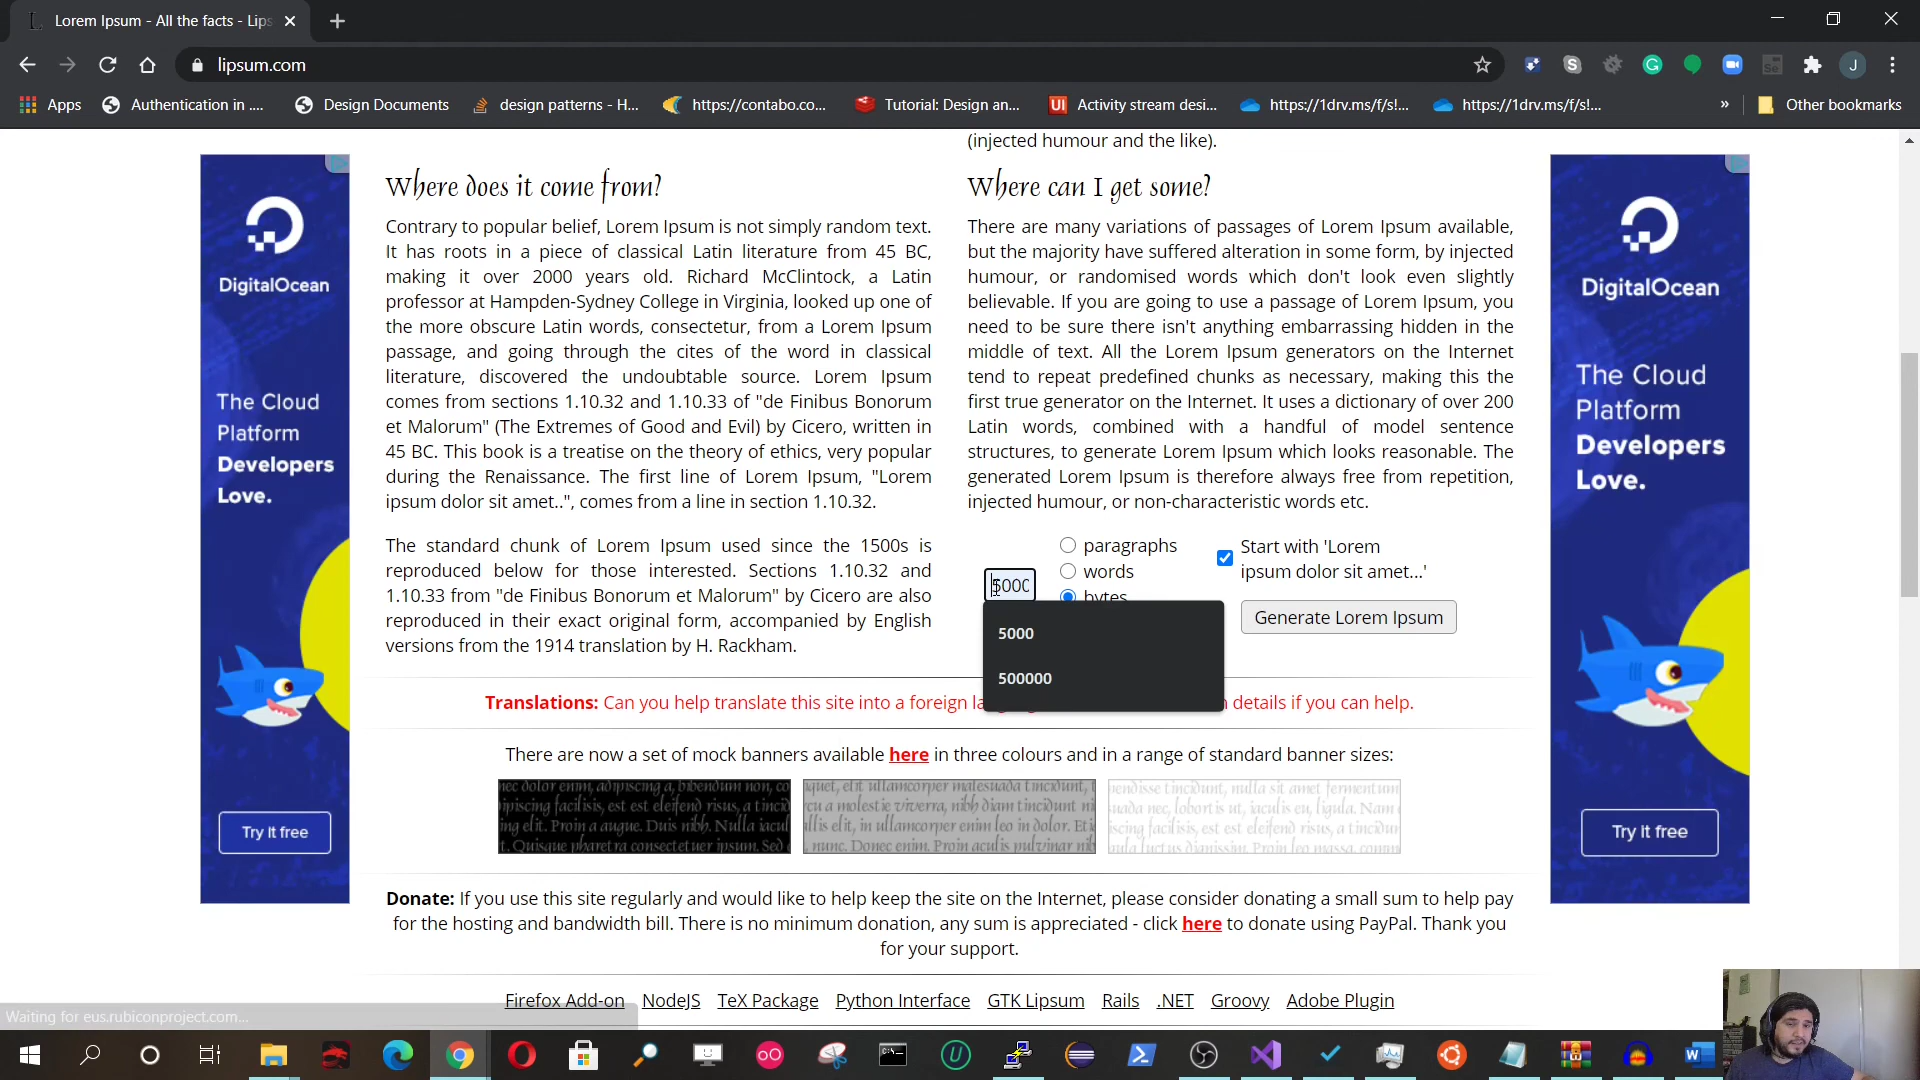 Lorem Ipsum - All the facts - Lips
lipsum.com
J
Apps
Authentication in ....
Design Documents
design patterns - H...
https://contabo.co...
Tutorial: Design an...
Activity stream desi...
https://1drv.ms/f/s!...
https://1drv.ms/f/s!...
»
Other bookmarks
(injected humour and the like).
Where does it come from?
Contrary to popular belief, Lorem Ipsum is not simply random text.
It has roots in a piece of classical Latin literature from 45 BC,
making it over 2000 years old. Richard McClintock, a Latin
professor at Hampden-Sydney College in Virginia, looked up one of
the more obscure Latin words, consectetur, from a Lorem Ipsum
passage, and going through the cites of the word in classical
literature, discovered the undoubtable source. Lorem Ipsum
comes from sections 1.10.32 and 1.10.33 of "de Finibus Bonorum
et Malorum" (The Extremes of Good and Evil) by Cicero, written in
45 BC. This book is a treatise on the theory of ethics, very popular
during the Renaissance. The first line of Lorem Ipsum, "Lorem
ipsum dolor sit amet..", comes from a line in section 1.10.32.
The standard chunk of Lorem Ipsum used since the 1500s is
reproduced below for those interested. Sections 1.10.32 and
1.10.33 from "de Finibus Bonorum et Malorum" by Cicero are also
reproduced in their exact original form, accompanied by English
versions from the 1914 translation by H. Rackham.
Where can I get some?
There are many variations of passages of Lorem Ipsum available,
but the majority have suffered alteration in some form, by injected
humour, or randomised words which don't look even slightly
believable. If you are going to use a passage of Lorem Ipsum, you
need to be sure there isn't anything embarrassing hidden in the
middle of text. All the Lorem Ipsum generators on the Internet
tend to repeat predefined chunks as necessary, making this the
first true generator on the Internet. It uses a dictionary of over 200
Latin words, combined with a handful of model sentence
structures, to generate Lorem Ipsum which looks reasonable. The
generated Lorem Ipsum is therefore always free from repetition,
injected humour, or non-characteristic words etc.
paragraphs
words
bytes
5000
500000
Start with 'Lorem
ipsum dolor sit amet...'
Generate Lorem Ipsum
Translations: Can you help translate this site into a foreign details if you can help.
There are now a set of mock banners available here in three colours and in a range of standard banner sizes:
Donate: If you use this site regularly and would like to help keep the site on the Internet, please consider donating a small sum to help pay
for the hosting and bandwidth bill. There is no minimum donation, any sum is appreciated - click here to donate using PayPal. Thank you
for your support.
Firefox Add-on NodeJS TeX Package Python Interface GTK Lipsum Rails .NET Groovy Adobe Plugin
Waiting for eus.rubiconproject.com...
DigitalOcean
The Cloud
Platform
Developers
Love.
Try it free
DigitalOcean
The Cloud
Platform
Developers
Love.
Try it free